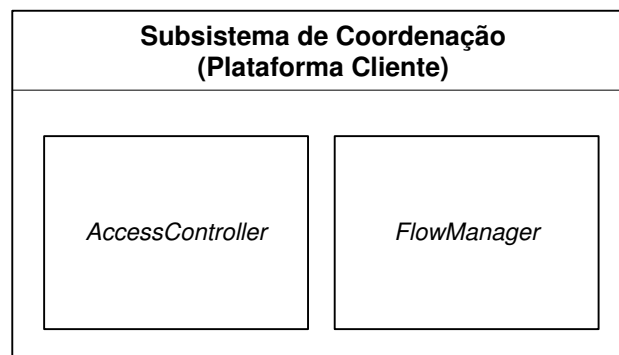 Subsistema de Coordenação
(Plataforma Cliente)
AccessController
FlowManager